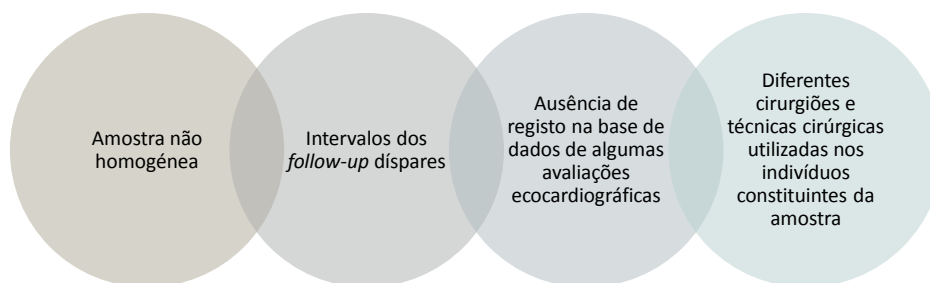 Amostra não
homogénea
Intervalos dos
follow-up díspares
Ausência de
registo na base de
dados de algumas
avaliações
ecocardiográficas
Diferentes
cirurgiões e
técnicas cirúrgicas
utilizadas nos
indivíduos
constituintes da
amostra